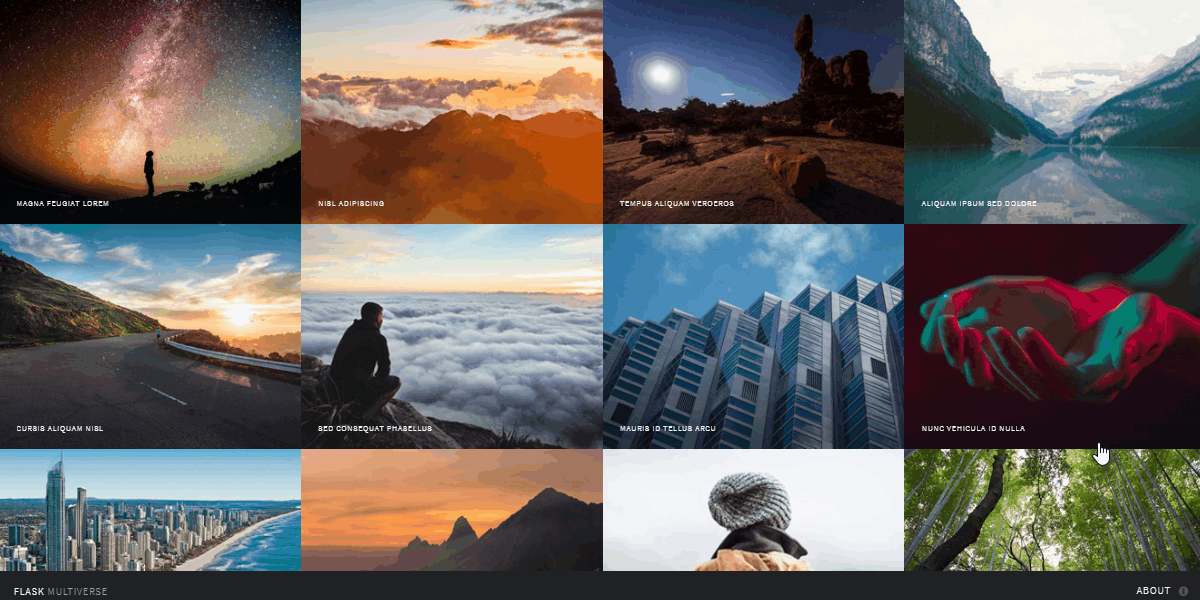 MAGNA FEUGIAT LOREM
NISL ADIPISCING
TEMPUS ALIQUAM VEROEROS
ALIQUAM IPSUM SED DOLORE
CURSIS ALIQUAM NISL
SED CONSEQUAT PHASELLUS
MAURIS ID TELLUS ARCU
NUNC VEHICULA ID NULLA
FLASK MULTIVERSE
ABOUT